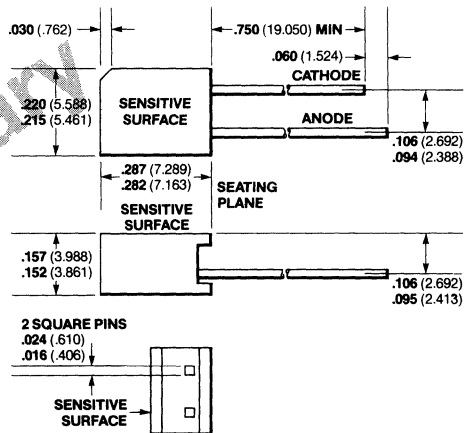 .030 (.762)
.750 (19.050) MIN
.060 (1.524)
CATHODE
.220 (5.588)
.215 (5.461)
SENSITIVE
SURFACE
ANODE
.106 (2.692)
.094 (2.388)
.287 (7.289)
.282 (7.163)
SEATING
PLANE
SENSITIVE
SURFACE
.157 (3.988)
.152 (3.861)
.106 (2.692)
.095 (2.413)
2 SQUARE PINS
.024 (.610)
.016 (.406)
SENSITIVE
SURFACE